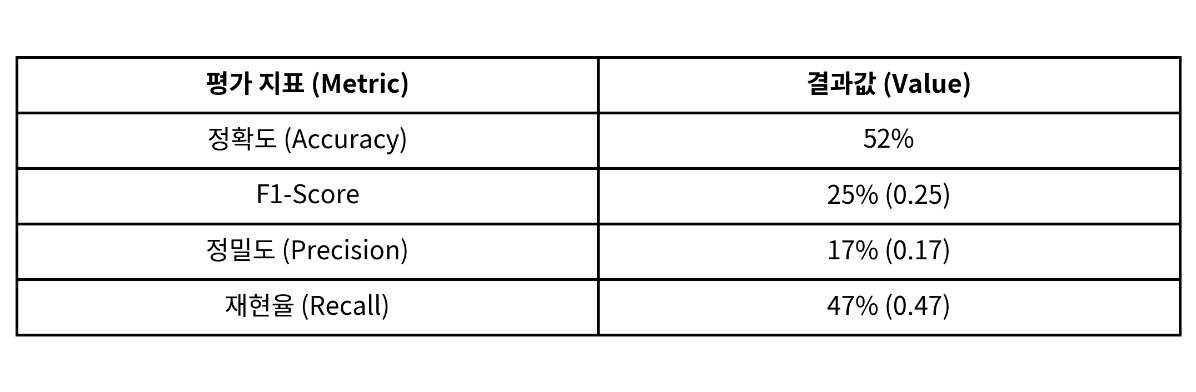 평가 지표 (Metric) 결과값 (Value)
정확도 (Accuracy) 52%
F1-Score 25% (0.25)
정밀도 (Precision) 17% (0.17)
재현율 (Recall) 47% (0.47)